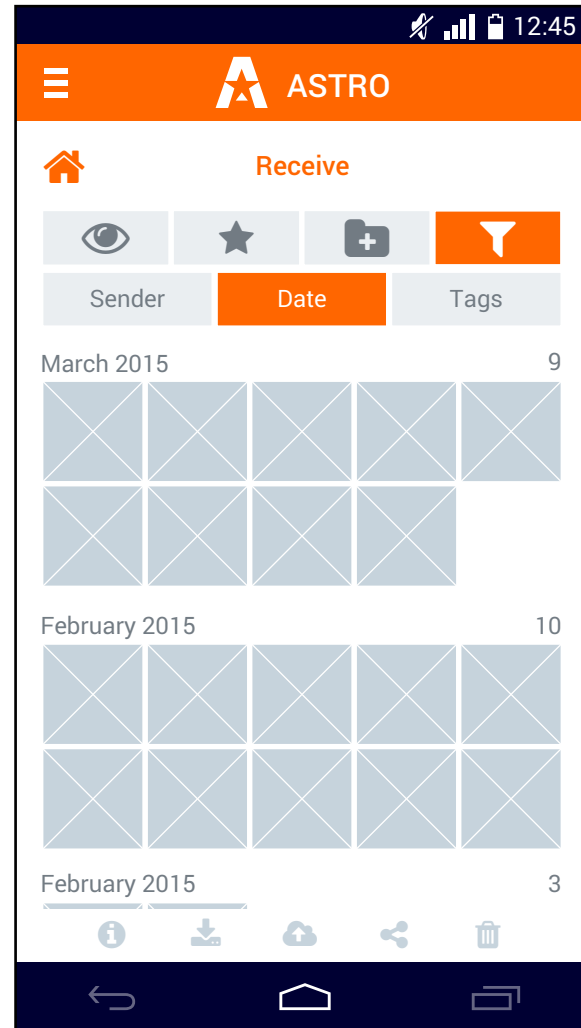 12:45
ASTRO
Receive
Sender Date Tags
March 2015 9
February 2015 10
February 2015 3